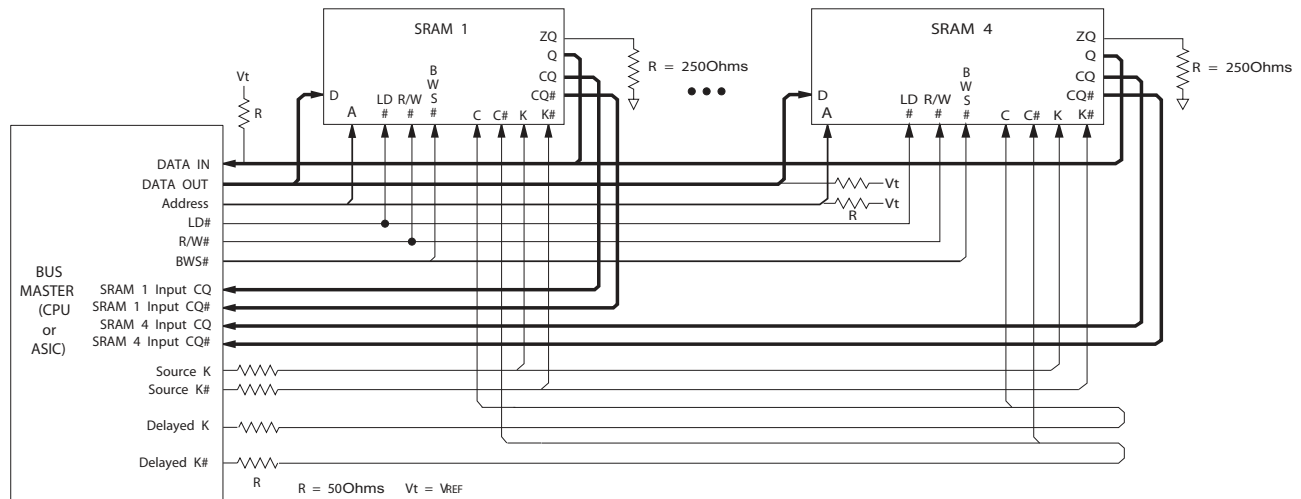 SRAM 1
ZQ
Q
CQ
CQ#
D
A
LD
#
R/W
#
B
W
S
#
C
C#
K
K#
R = 250Ohms
SRAM 4
ZQ
Q
CQ
CQ#
D
A
LD
#
R/W
#
B
W
S
#
C
C#
K
K#
R = 250Ohms
Vt
R
DATA IN
DATA OUT
Address
LD#
R/W#
BWS#
SRAM 1 Input CQ
SRAM 1 Input CQ#
SRAM 4 Input CQ
SRAM 4 Input CQ#
Source K
Source K#
Delayed K
Delayed K#
BUS
MASTER
(CPU
or
ASIC)
Vt
Vt
R
R
R = 50Ohms Vt = VREF